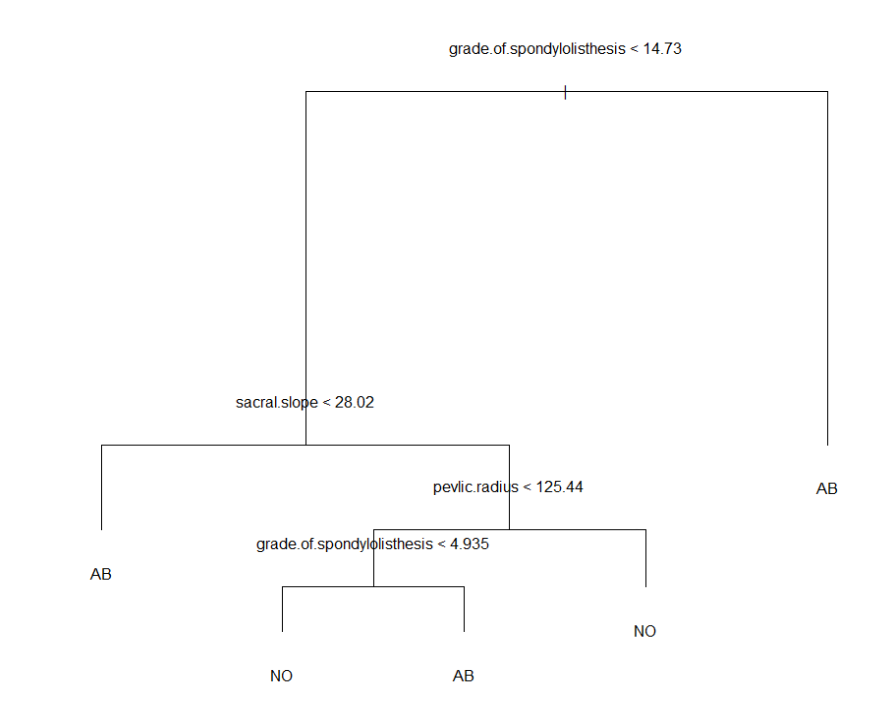 grade.of.spondylolisthesis < 14.73
sacral.slope < 28.02
pevlic.radius < 125.44
AB
grade.of.spondylolisthesis < 4.935
AB
NO
NO
AB